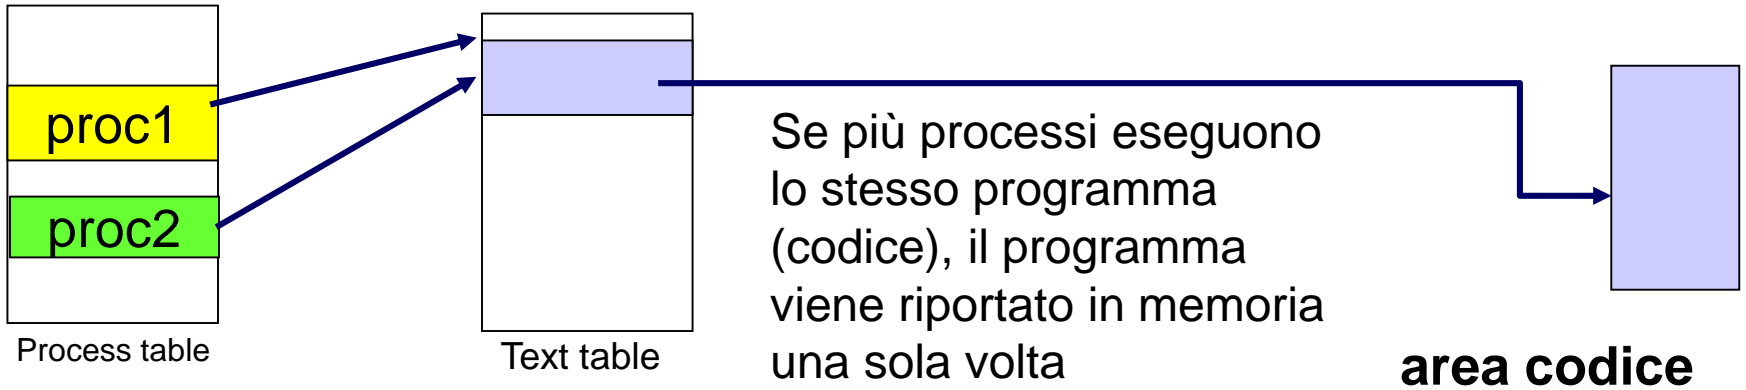 proc1
proc2
Process table
Text table
Se più processi eseguono
lo stesso programma
(codice), il programma
viene riportato in memoria
una sola volta
area codice